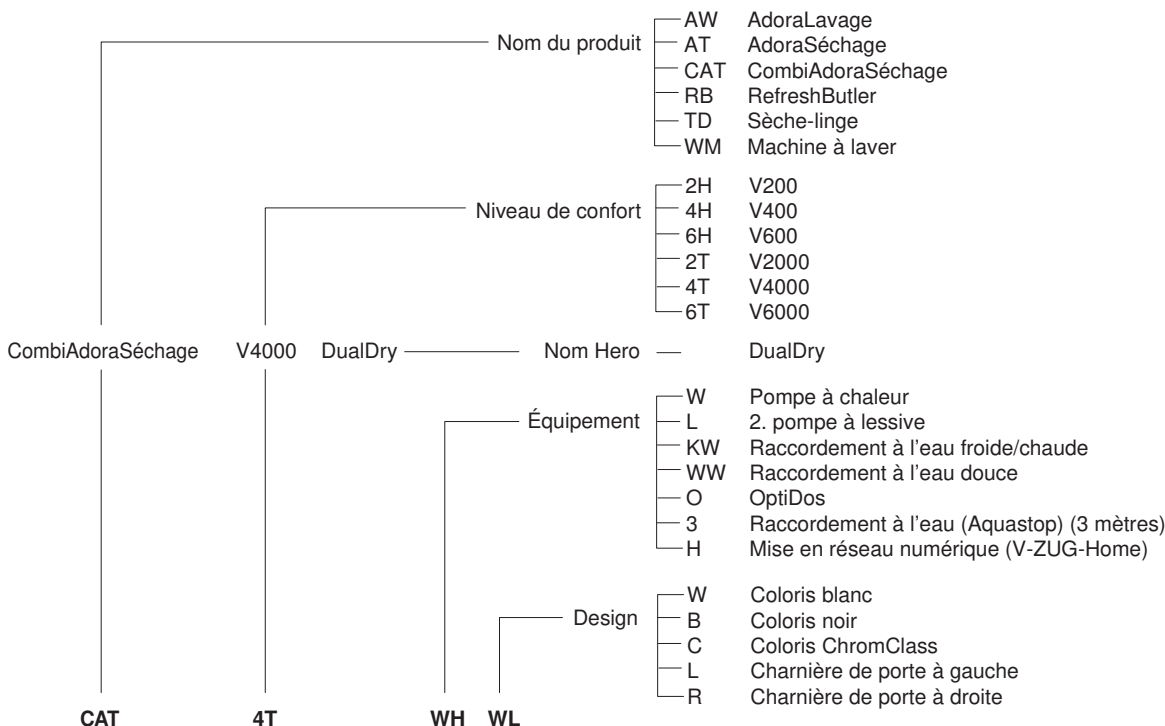 AW AdoraLavage
Nom du produit AT AdoraSéchage
CAT CombiAdoraSéchage
RB RefreshButler
TD Sèche-linge
WM Machine à laver
2H V200
Niveau de confort 4H V400
6H V600
2T V2000
4T V4000
6T V6000
CombiAdoraSéchage V4000 DualDry Nom Hero DualDry
W Pompe à chaleur
Équipement L 2. pompe à lessive
KW Raccordement à l'eau froide/chaude
WW Raccordement à l'eau douce
O OptiDos
3 Raccordement à l'eau (Aquastop) (3 mètres)
H Mise en réseau numérique (V-ZUG-Home)
W Coloris blanc
Design B Coloris noir
C Coloris ChromClass
L Charnière de porte à gauche
R Charnière de porte à droite
CAT 4T WH WL